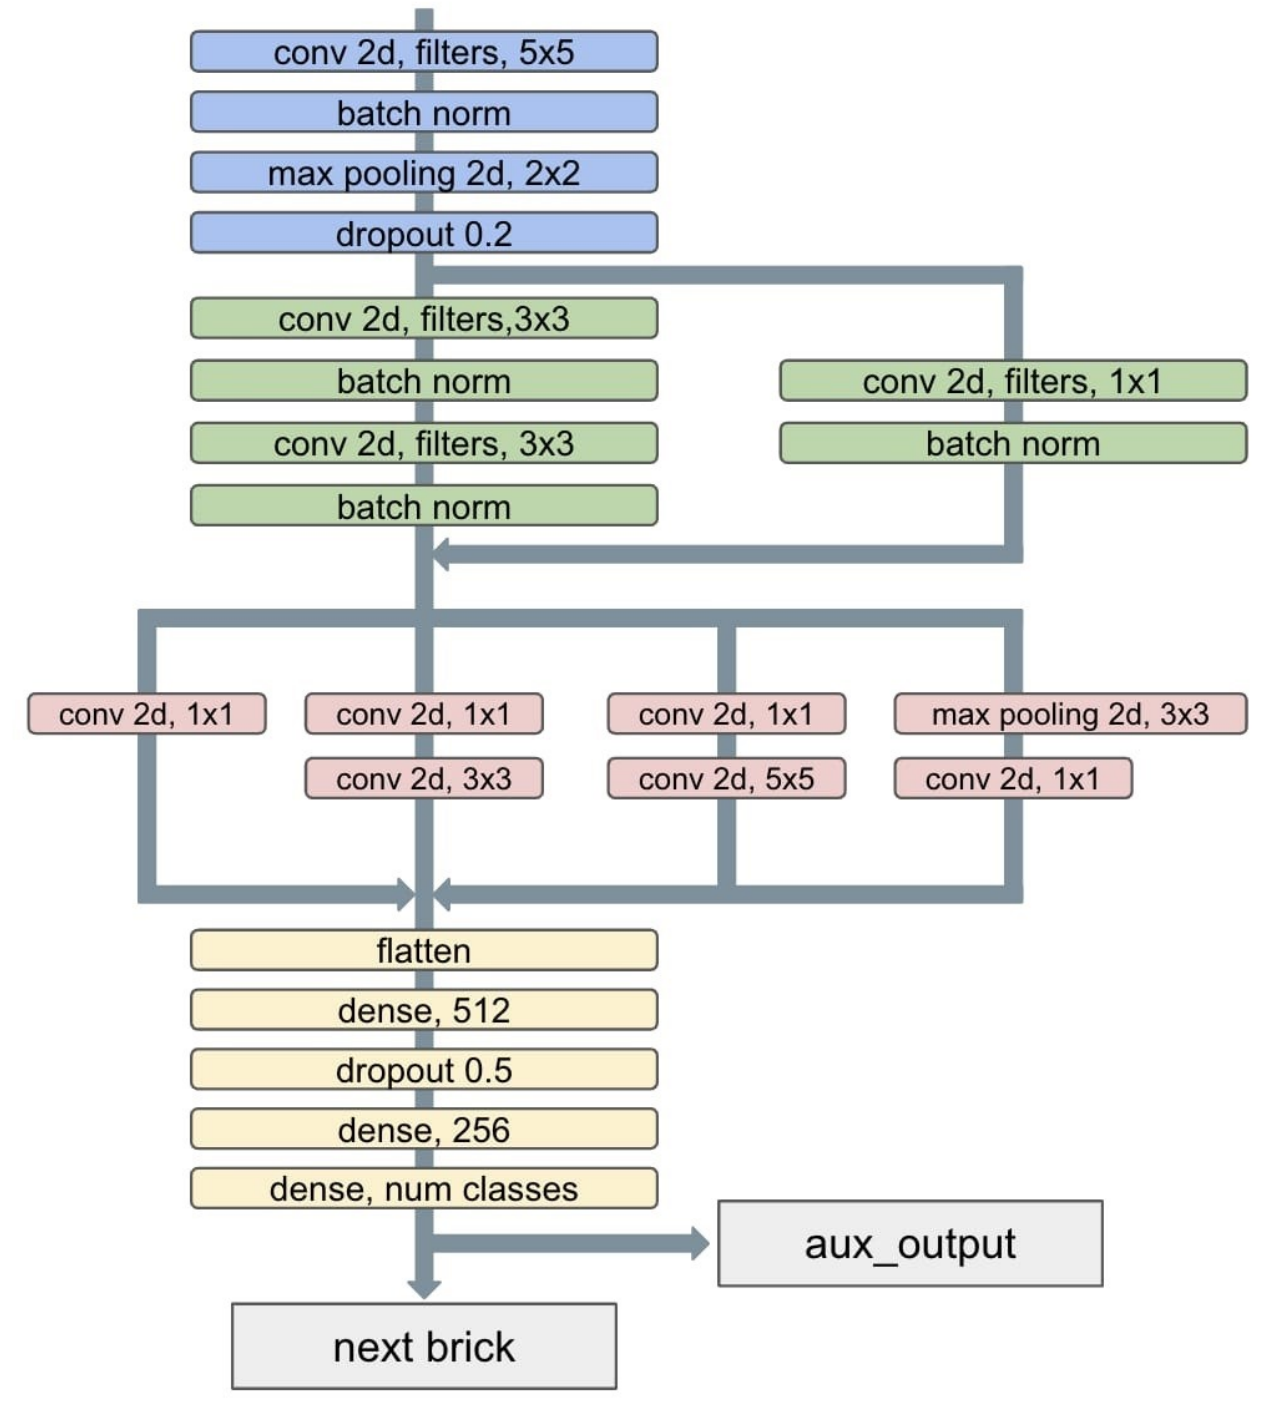 conv 2d, filters, 5x5
batch norm
max pooling 2d, 2x2
dropout 0.2
conv 2d, filters,3x3
batch norm
conv 2d, filters, 3x3
batch norm
conv 2d, filters, 1x1
batch norm
conv 2d, 1x1
conv 2d, 1x1
conv 2d, 3x3
conv 2d, 1x1
conv 2d, 5x5
max pooling 2d, 3x3
conv 2d, 1x1
flatten
dense, 512
dropout 0.5
dense, 256
dense, num classes
aux_output
next brick